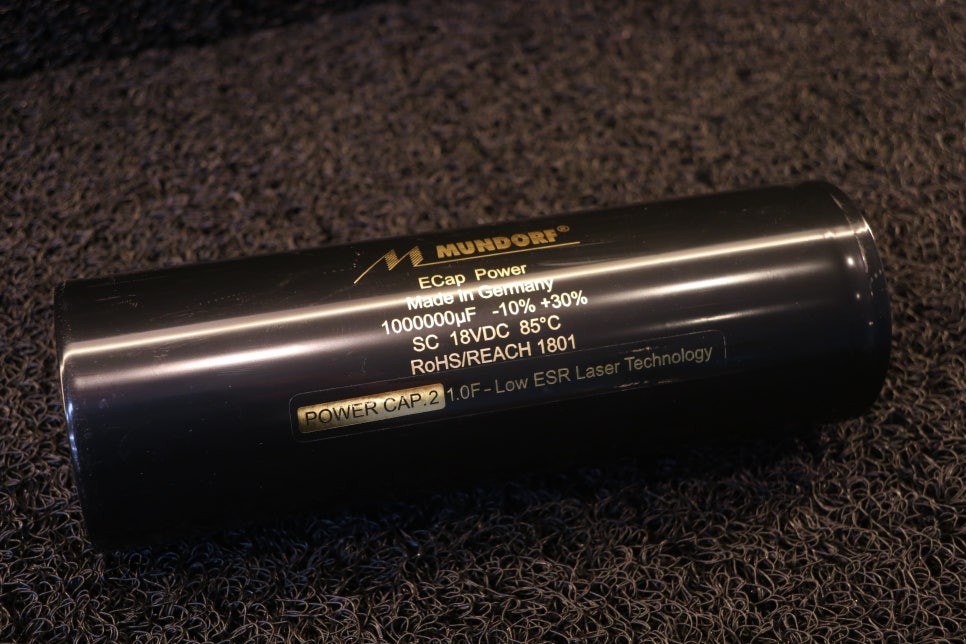 MUNDORF®
ECap Power
Made in Germany
1000000µF -10% +30%
SC 18VDC 85°C
RoHS/REACH 1801
POWER CAP.2 1.0F - Low ESR Laser Technology